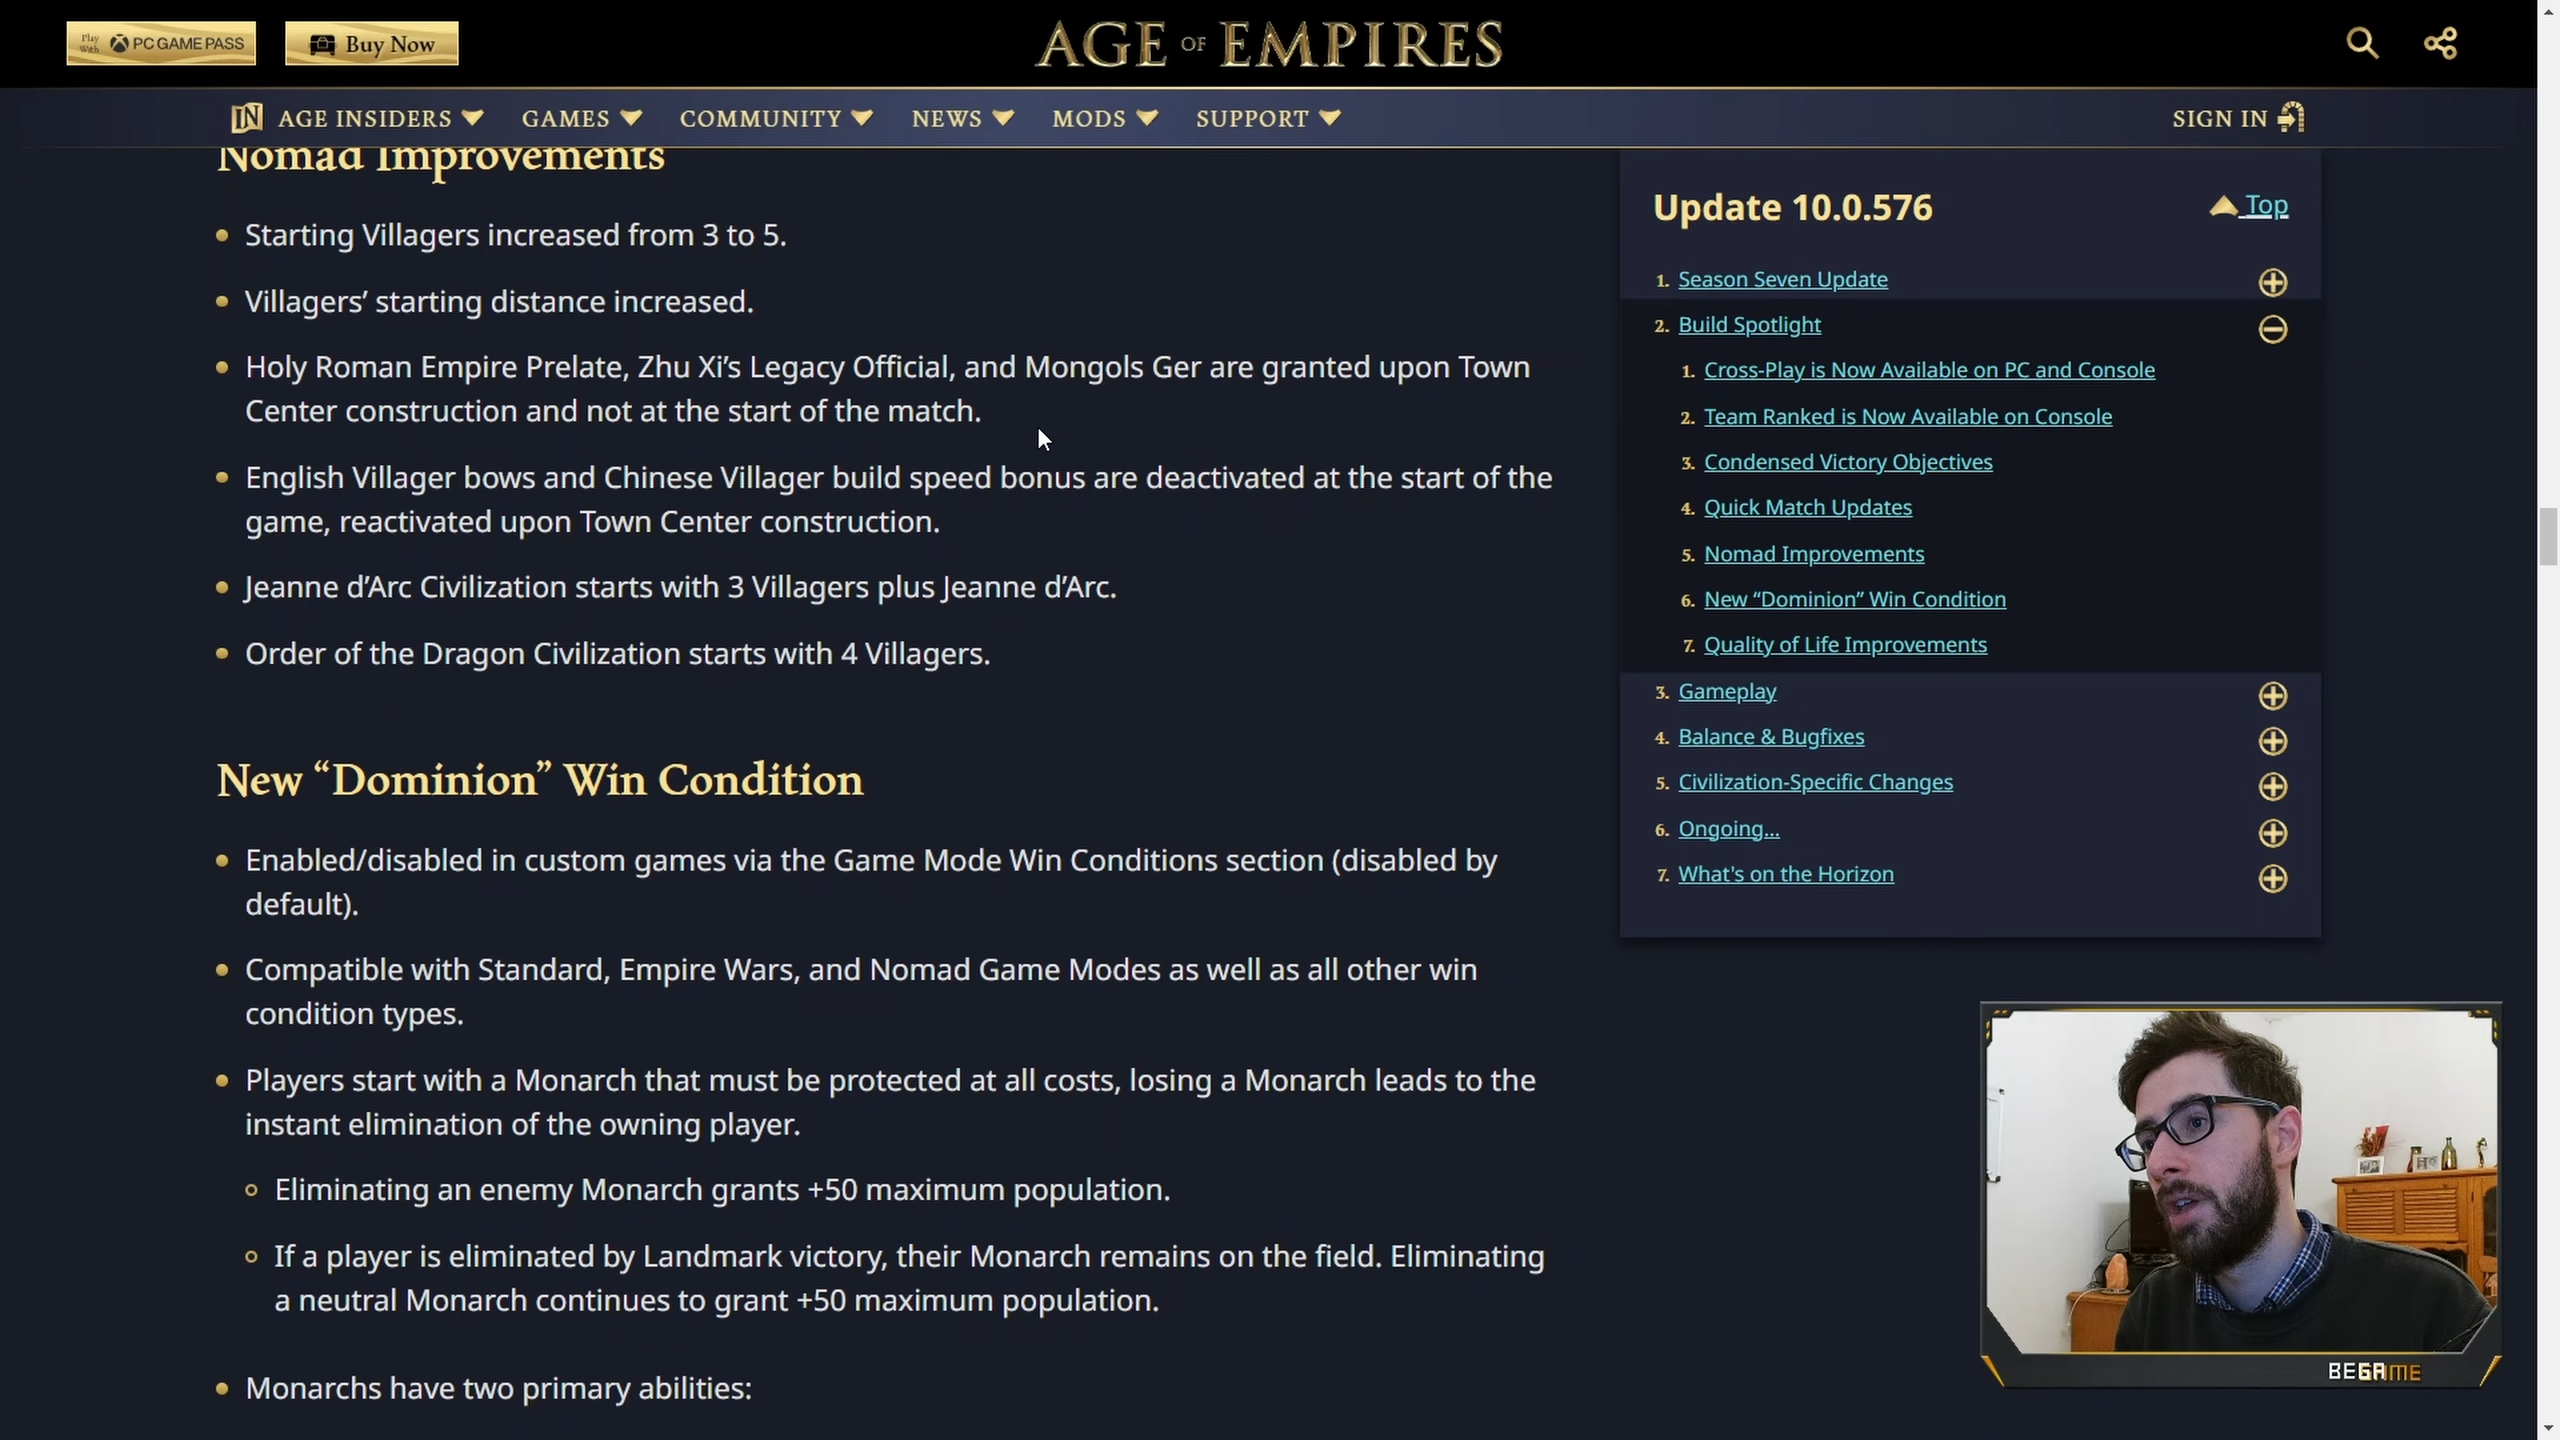 Play With PC GAME PASS
Buy Now
AGE OF EMPIRES
AGE INSIDERS
GAMES
COMMUNITY
NEWS
MODS
SUPPORT
SIGN IN
Nomad Improvements
Starting Villagers increased from 3 to 5.
Villagers’ starting distance increased.
Holy Roman Empire Prelate, Zhu Xi’s Legacy Official, and Mongols Ger are granted upon Town
Center construction and not at the start of the match.
English Villager bows and Chinese Villager build speed bonus are deactivated at the start of the
game, reactivated upon Town Center construction.
Jeanne d’Arc Civilization starts with 3 Villagers plus Jeanne d’Arc.
Order of the Dragon Civilization starts with 4 Villagers.
New “Dominion” Win Condition
Enabled/disabled in custom games via the Game Mode Win Conditions section (disabled by
default).
Compatible with Standard, Empire Wars, and Nomad Game Modes as well as all other win
condition types.
Players start with a Monarch that must be protected at all costs, losing a Monarch leads to the
instant elimination of the owning player.
Eliminating an enemy Monarch grants +50 maximum population.
If a player is eliminated by Landmark victory, their Monarch remains on the field. Eliminating
a neutral Monarch continues to grant +50 maximum population.
Monarchs have two primary abilities:
Update 10.0.576
Top
1. Season Seven Update
2. Build Spotlight
1. Cross-Play is Now Available on PC and Console
2. Team Ranked is Now Available on Console
3. Condensed Victory Objectives
4. Quick Match Updates
5. Nomad Improvements
6. New “Dominion” Win Condition
7. Quality of Life Improvements
3. Gameplay
4. Balance & Bugfixes
5. Civilization-Specific Changes
6. Ongoing...
7. What's on the Horizon
BEGAME